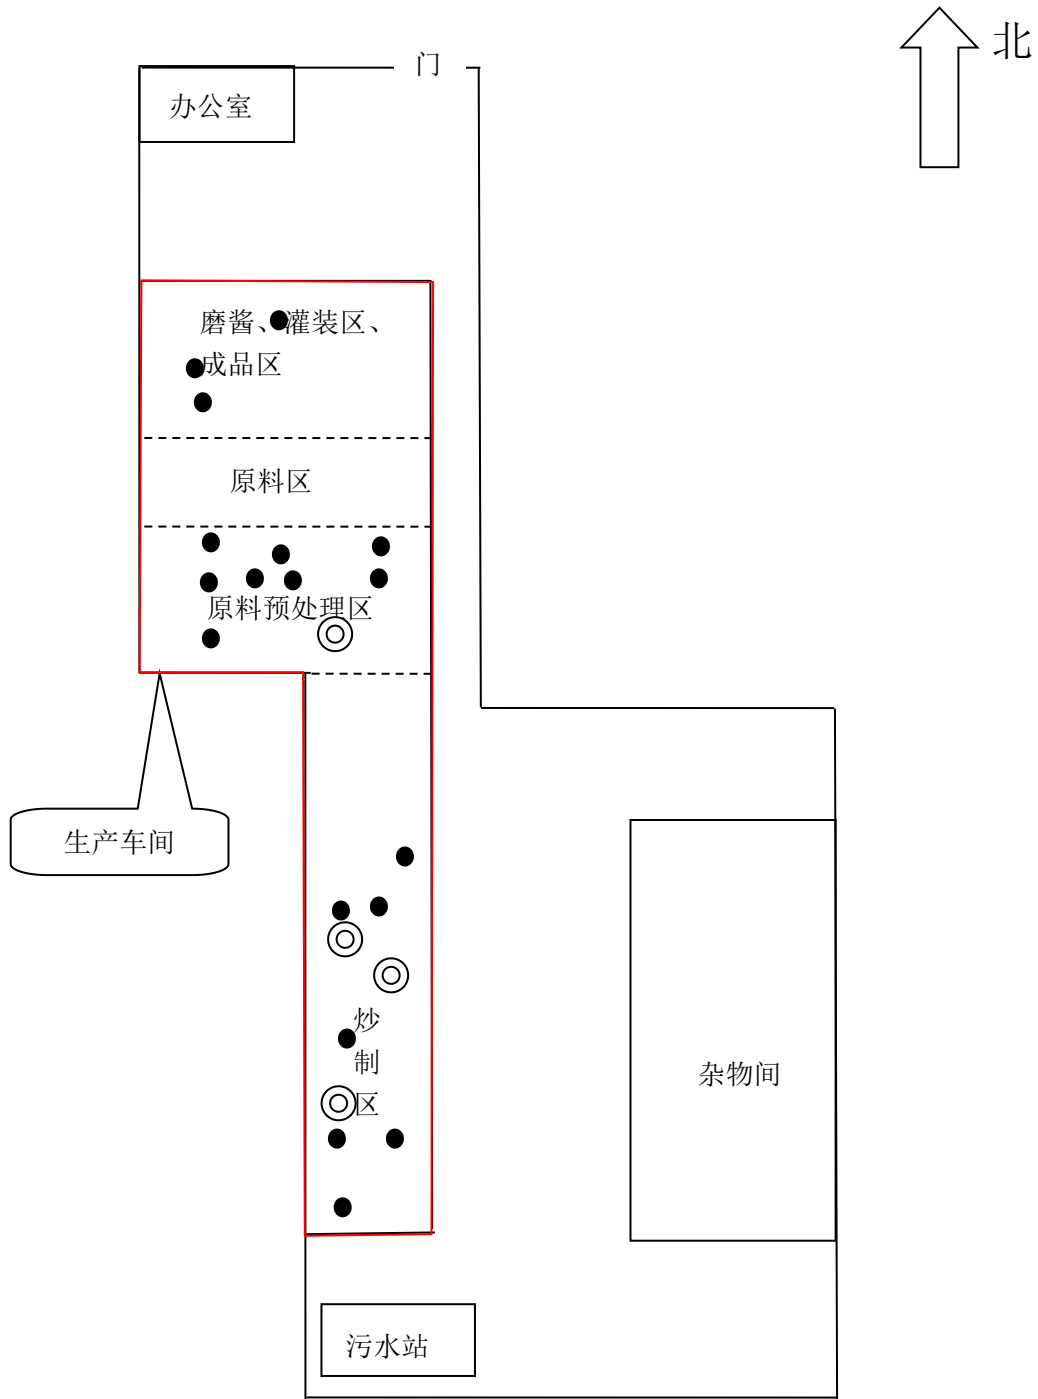 北
门
办公室
磨酱、灌装区、
成品区
原料区
原料预处理区
生产车间
炒
制
区
杂物间
污水站